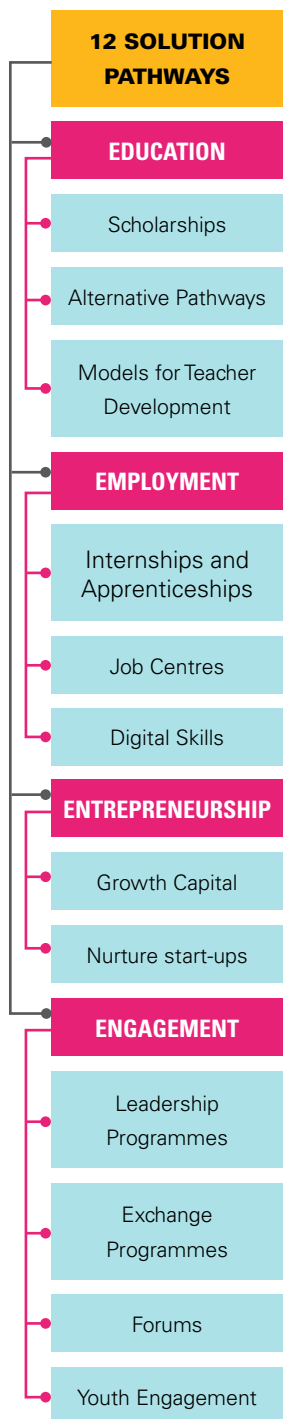 12 SOLUTION
PATHWAYS
EDUCATION
Scholarships
Alternative Pathways
Models for Teacher
Development
EMPLOYMENT
Internships and
Apprenticeships
Job Centres
Digital Skills
ENTREPRENEURSHIP
Growth Capital
Nurture start-ups
ENGAGEMENT
Leadership
Programmes
Exchange
Programmes
Forums
Youth Engagement